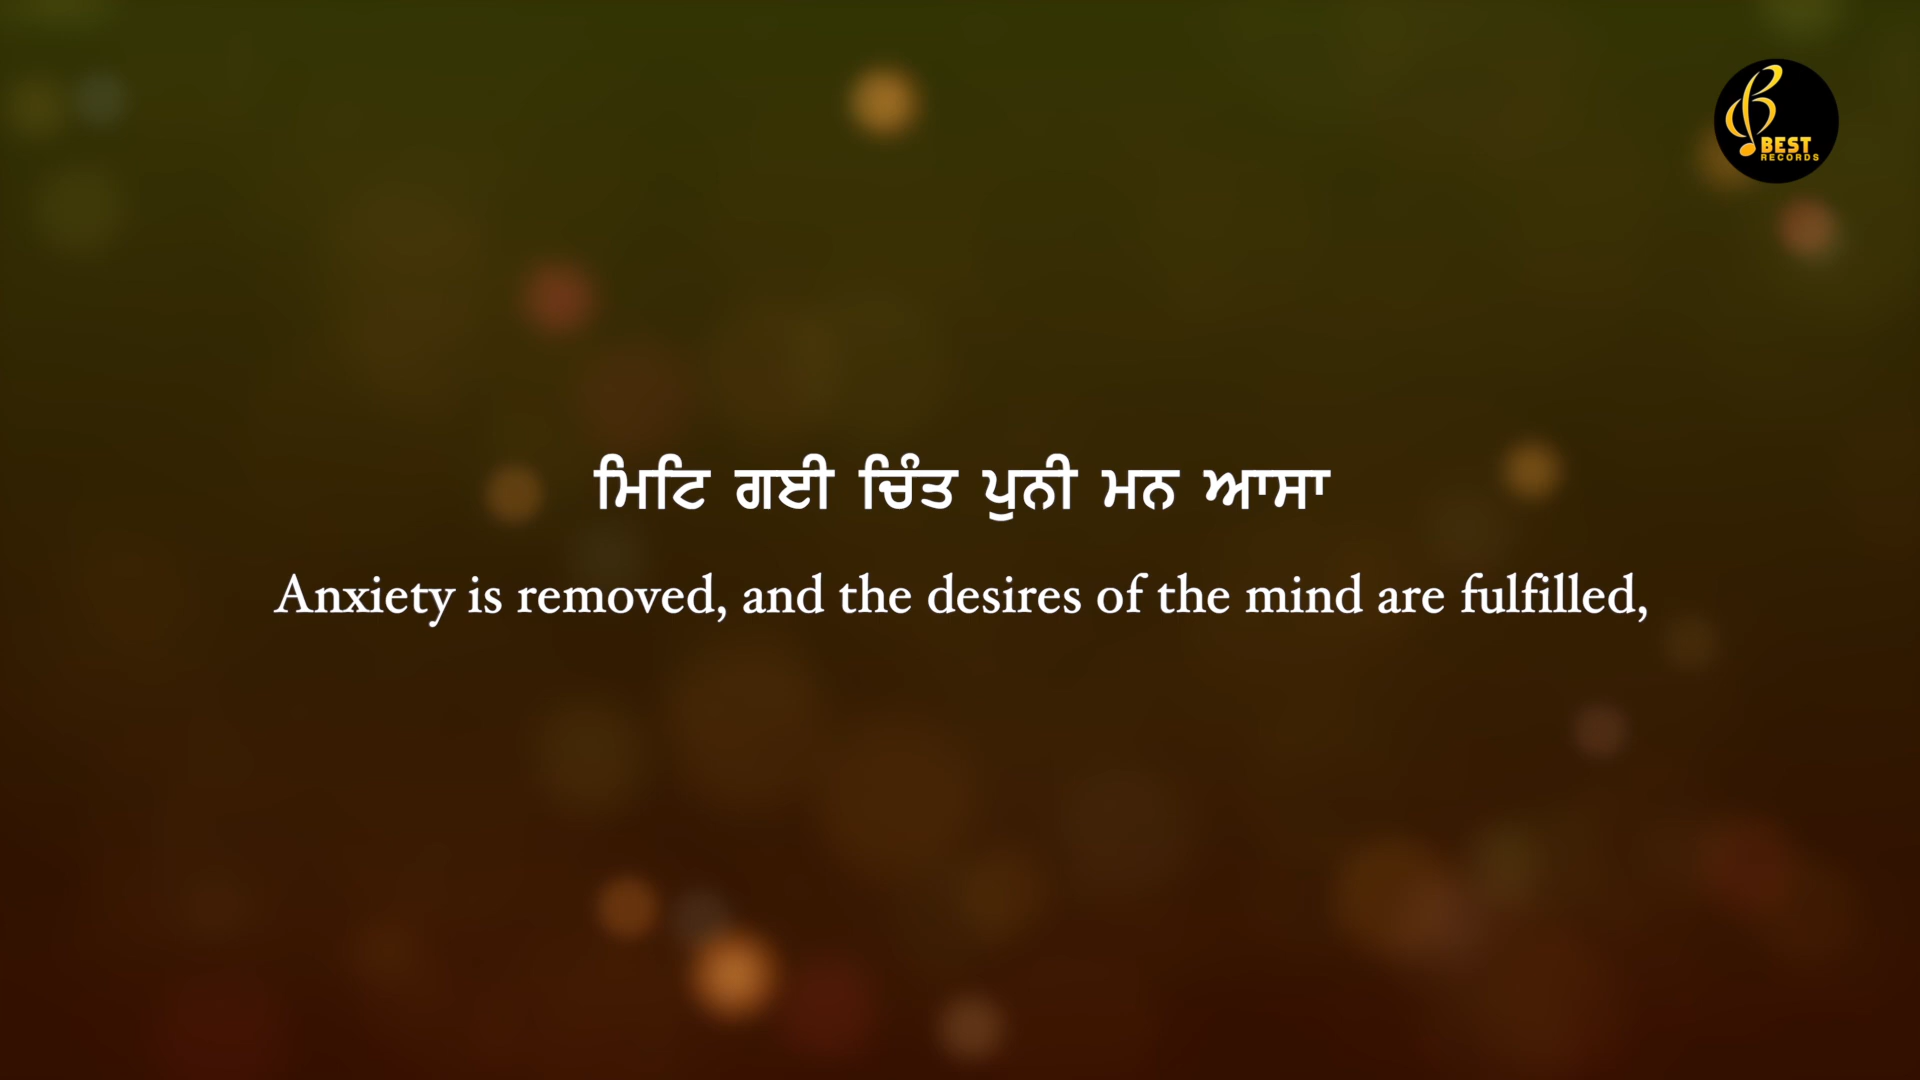 BEST
RECORDS
ਮਿਟਿ ਗਈ ਚਿੰਤ ਪੁਨੀ ਮਨ ਆਸਾ
Anxiety is removed, and the desires of the mind are fulfilled,